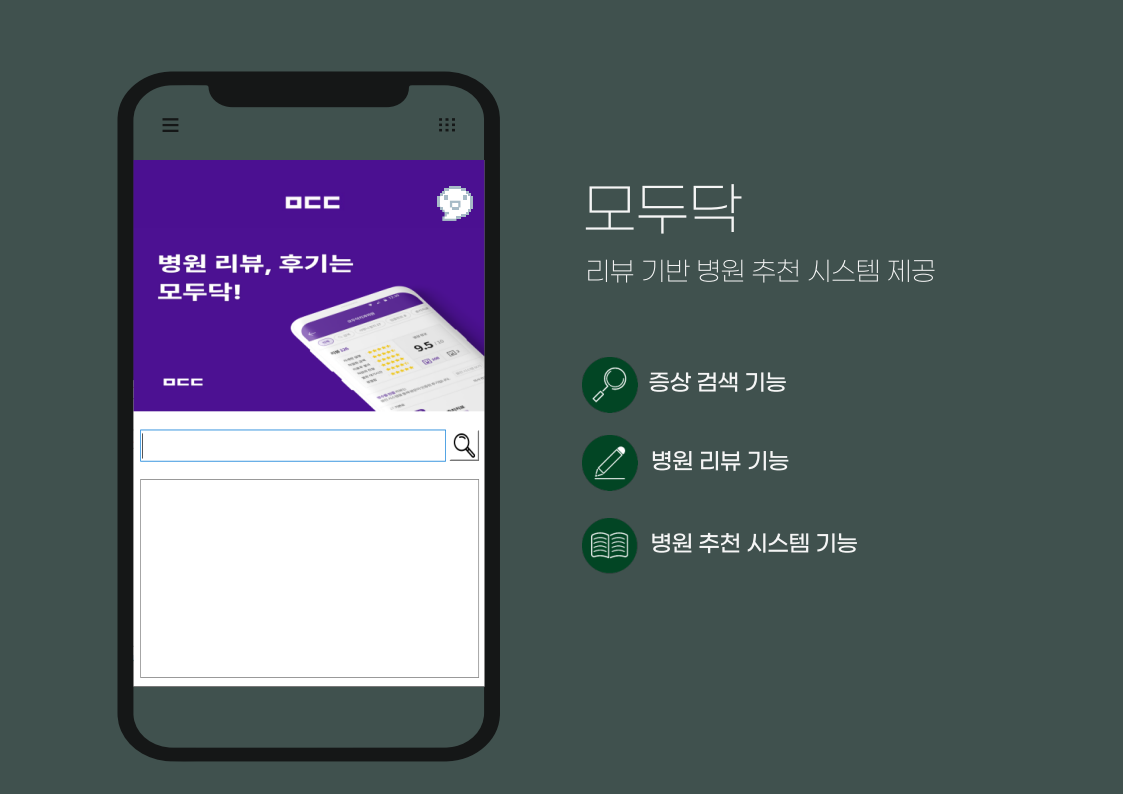 ㅁㄷㄷ
병원 리뷰, 후기는
모두닥!
9.5
ㅁㄷㄷ
모두닥
리뷰 기반 병원 추천 시스템 제공
증상 검색 기능
병원 리뷰 기능
병원 추천 시스템 기능